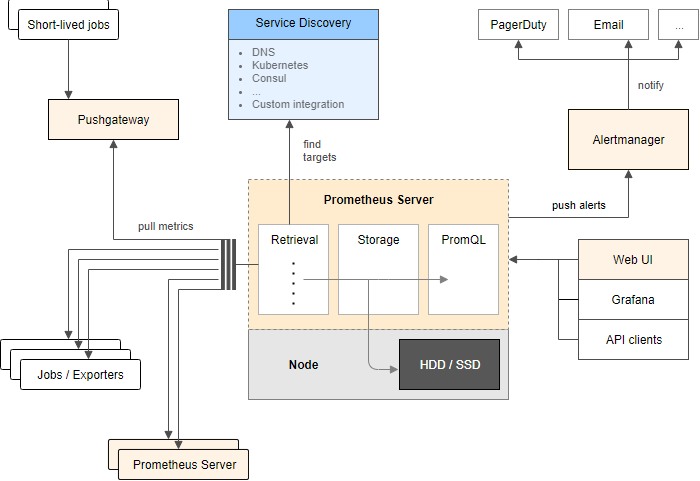 Short-lived jobs
Service Discovery
• DNS
• Kubernetes
• Consul
• ...
• Custom integration
PagerDuty
Email
...
notify
Pushgateway
Alertmanager
find
targets
push alerts
pull metrics
Prometheus Server
Retrieval
Storage
PromQL
Web UI
Grafana
API clients
Node
HDD / SSD
Jobs / Exporters
Prometheus Server